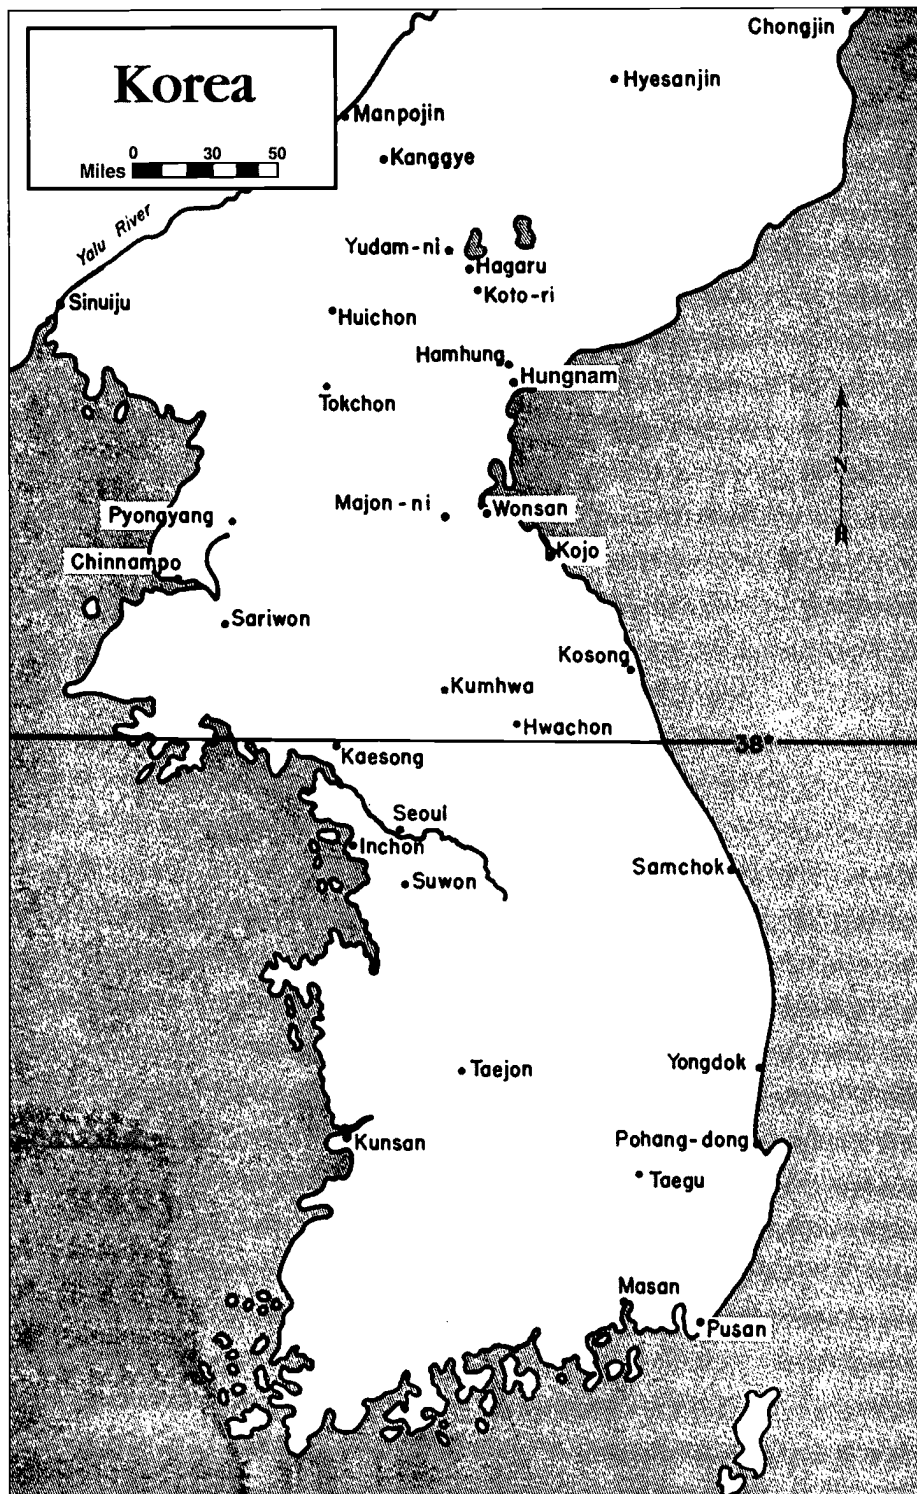 Chongjin
Korea
Hyesanjin
Manpojin
0 30 50
Miles
Kanggye
Yalu River
Yudam-ni
Hagaru
Koto-ri
Sinuiju
Huichon
Hamhung
Hungnam
Tokchon
N
Majon-ni
Wonsan
Pyongyang
Kojo
Chinnampo
Sariwon
Kosong
Kumhwa
Hwachon
38°
Kaesong
Seoul
Inchon
Samchok
Suwon
Yongdok
Taejon
Pohang-dong
Kunsan
Taegu
Masan
Pusan